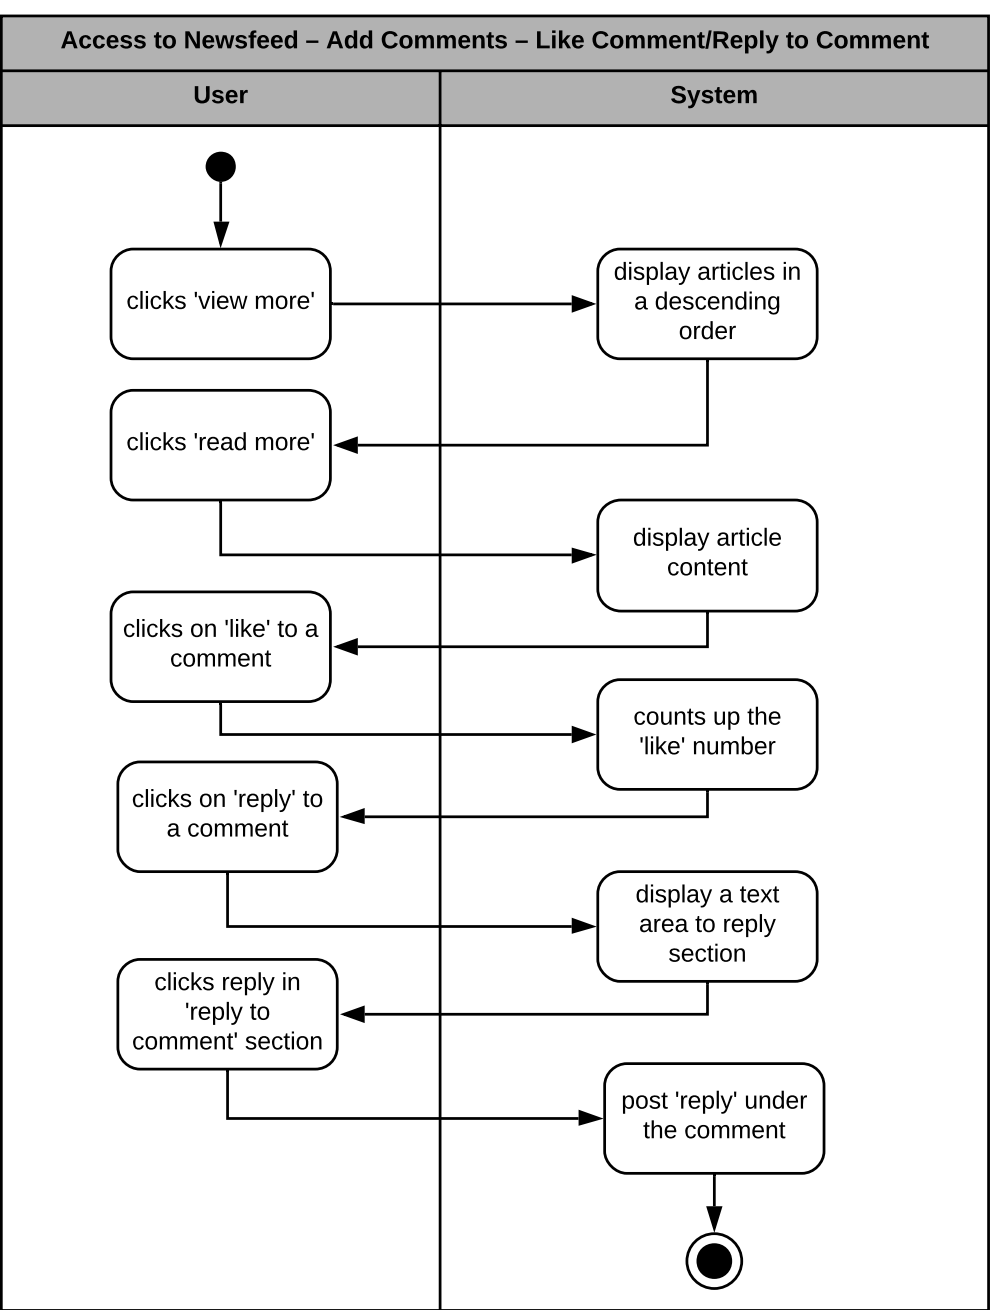 Access to Newsfeed – Add Comments – Like Comment/Reply to Comment
User
System
clicks 'view more'
display articles in
a descending
order
clicks 'read more'
display article
content
clicks on 'like' to a
comment
counts up the
'like' number
clicks on 'reply' to
a comment
display a text
area to reply
section
clicks reply in
'reply to
comment' section
post 'reply' under
the comment